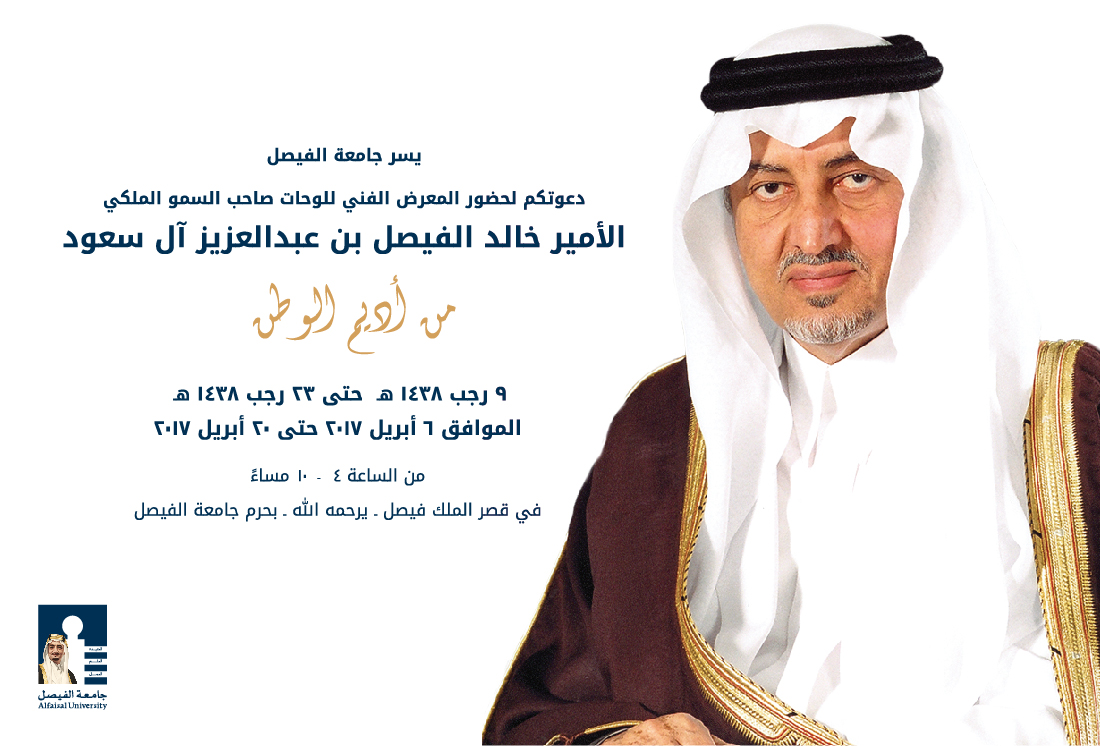 يسر جامعة الفيصل
دعوتكم لحضور المعرض الفني للوحات صاحب السمو الملكي
الأمير خالد الفيصل بن عبدالعزيز آل سعود
من أديم الوطن
٩ رجب ١٤٣٨ هـ حتى ٢٣ رجب ١٤٣٨ هـ
الموافق ٦ أبريل ٢٠١٧ حتى ٢٠ أبريل ٢٠١٧
من الساعة ٤ - ١٠ مساءً
في قصر الملك فيصل ـ يرحمه الله ـ بحرم جامعة الفيصل
جامعة الفيصل
Alfaisal University